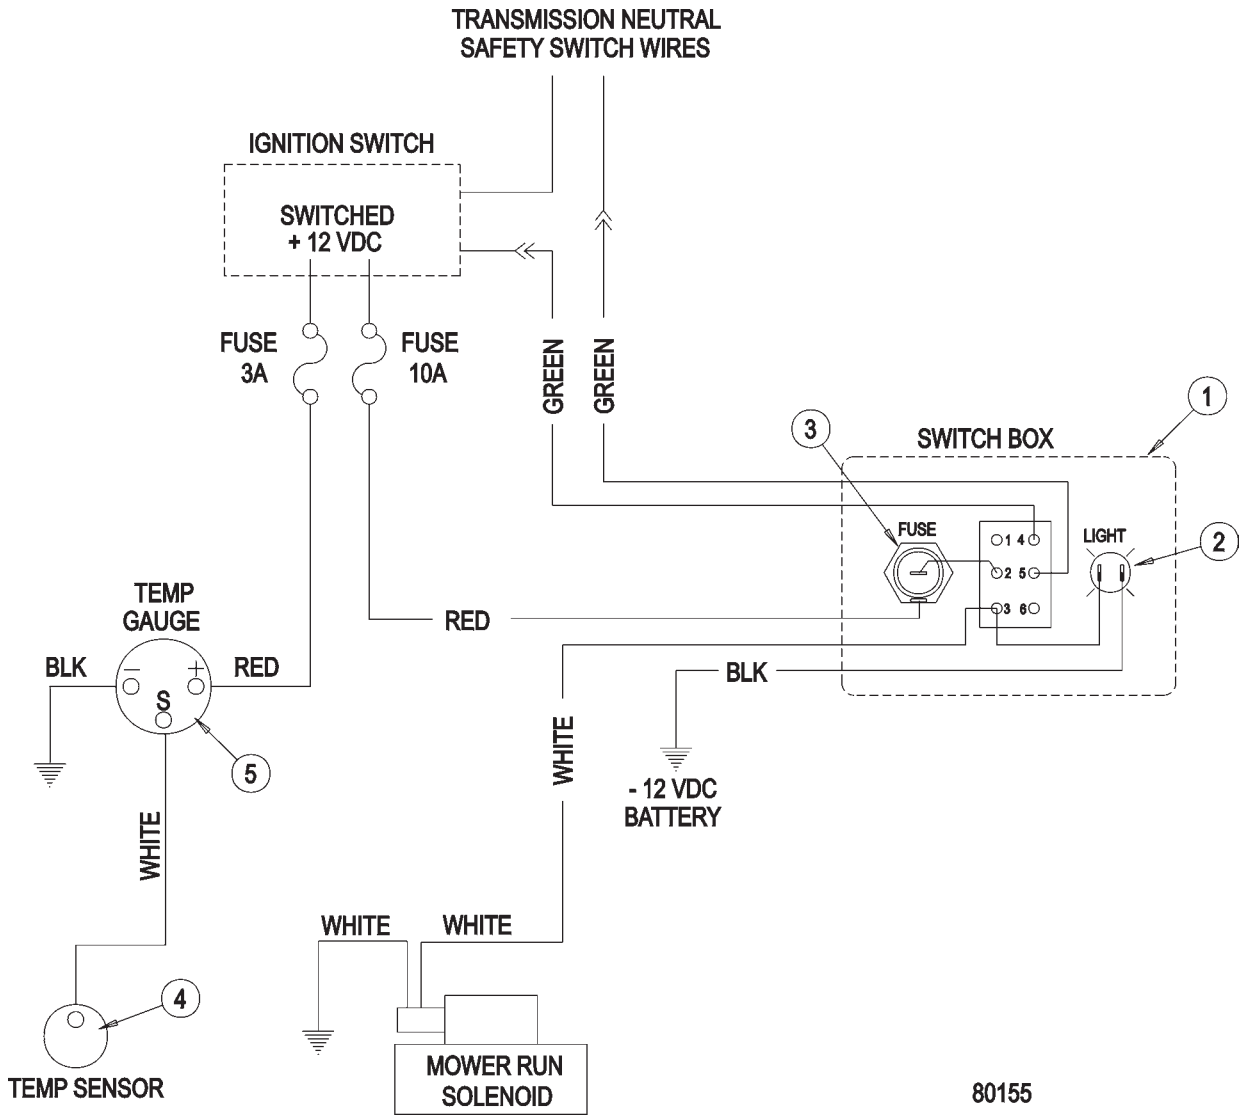 TRANSMISSION NEUTRAL
SAFETY SWITCH WIRES
IGNITION SWITCH
SWITCHED
+ 12 VDC
FUSE
3A
FUSE
10A
GREEN
GREEN
1
3
SWITCH BOX
FUSE
1 4
2 5
3 6
LIGHT
2
TEMP
GAUGE
BLK
−
+
S
RED
RED
BLK
5
WHITE
- 12 VDC
BATTERY
WHITE
WHITE
WHITE
4
TEMP SENSOR
MOWER RUN
SOLENOID
80155